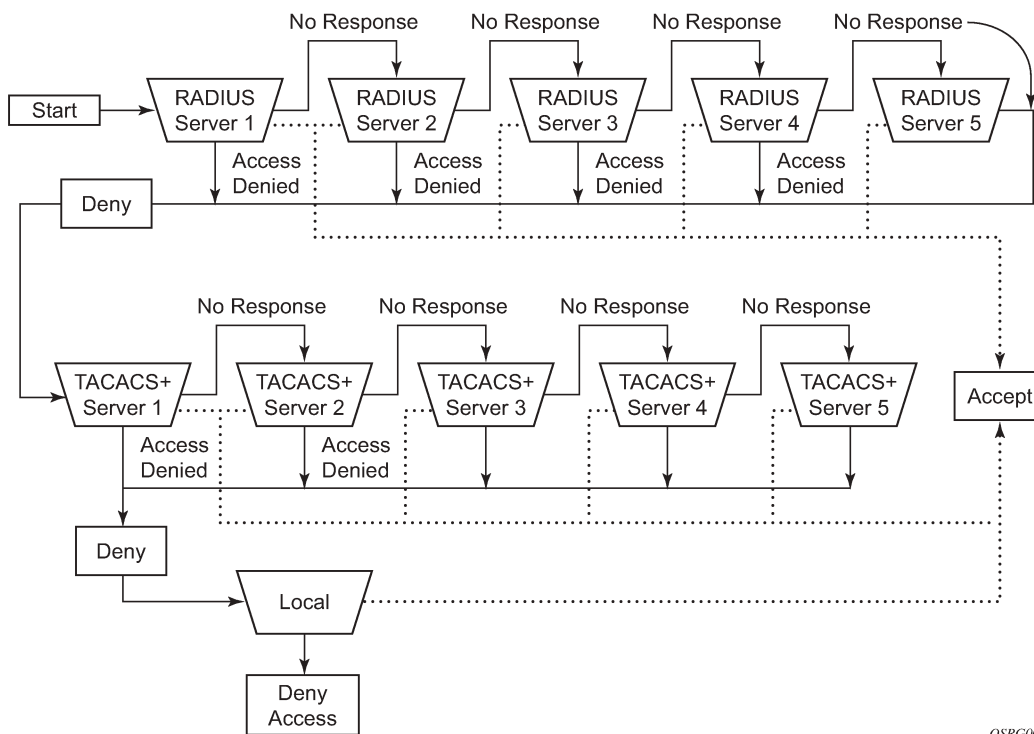 No Response
No Response
No Response
No Response
No Response
Start
RADIUS
Server 1
RADIUS
Server 2
RADIUS
Server 3
RADIUS
Server 4
RADIUS
Server 5
Access
Denied
Access
Denied
Access
Denied
Access
Denied
Deny
No Response
No Response
No Response
No Response
TACACS+
Server 1
TACACS+
Server 2
TACACS+
Server 3
TACACS+
Server 4
TACACS+
Server 5
Accept
Access
Denied
Access
Denied
Deny
Local
Deny
Access